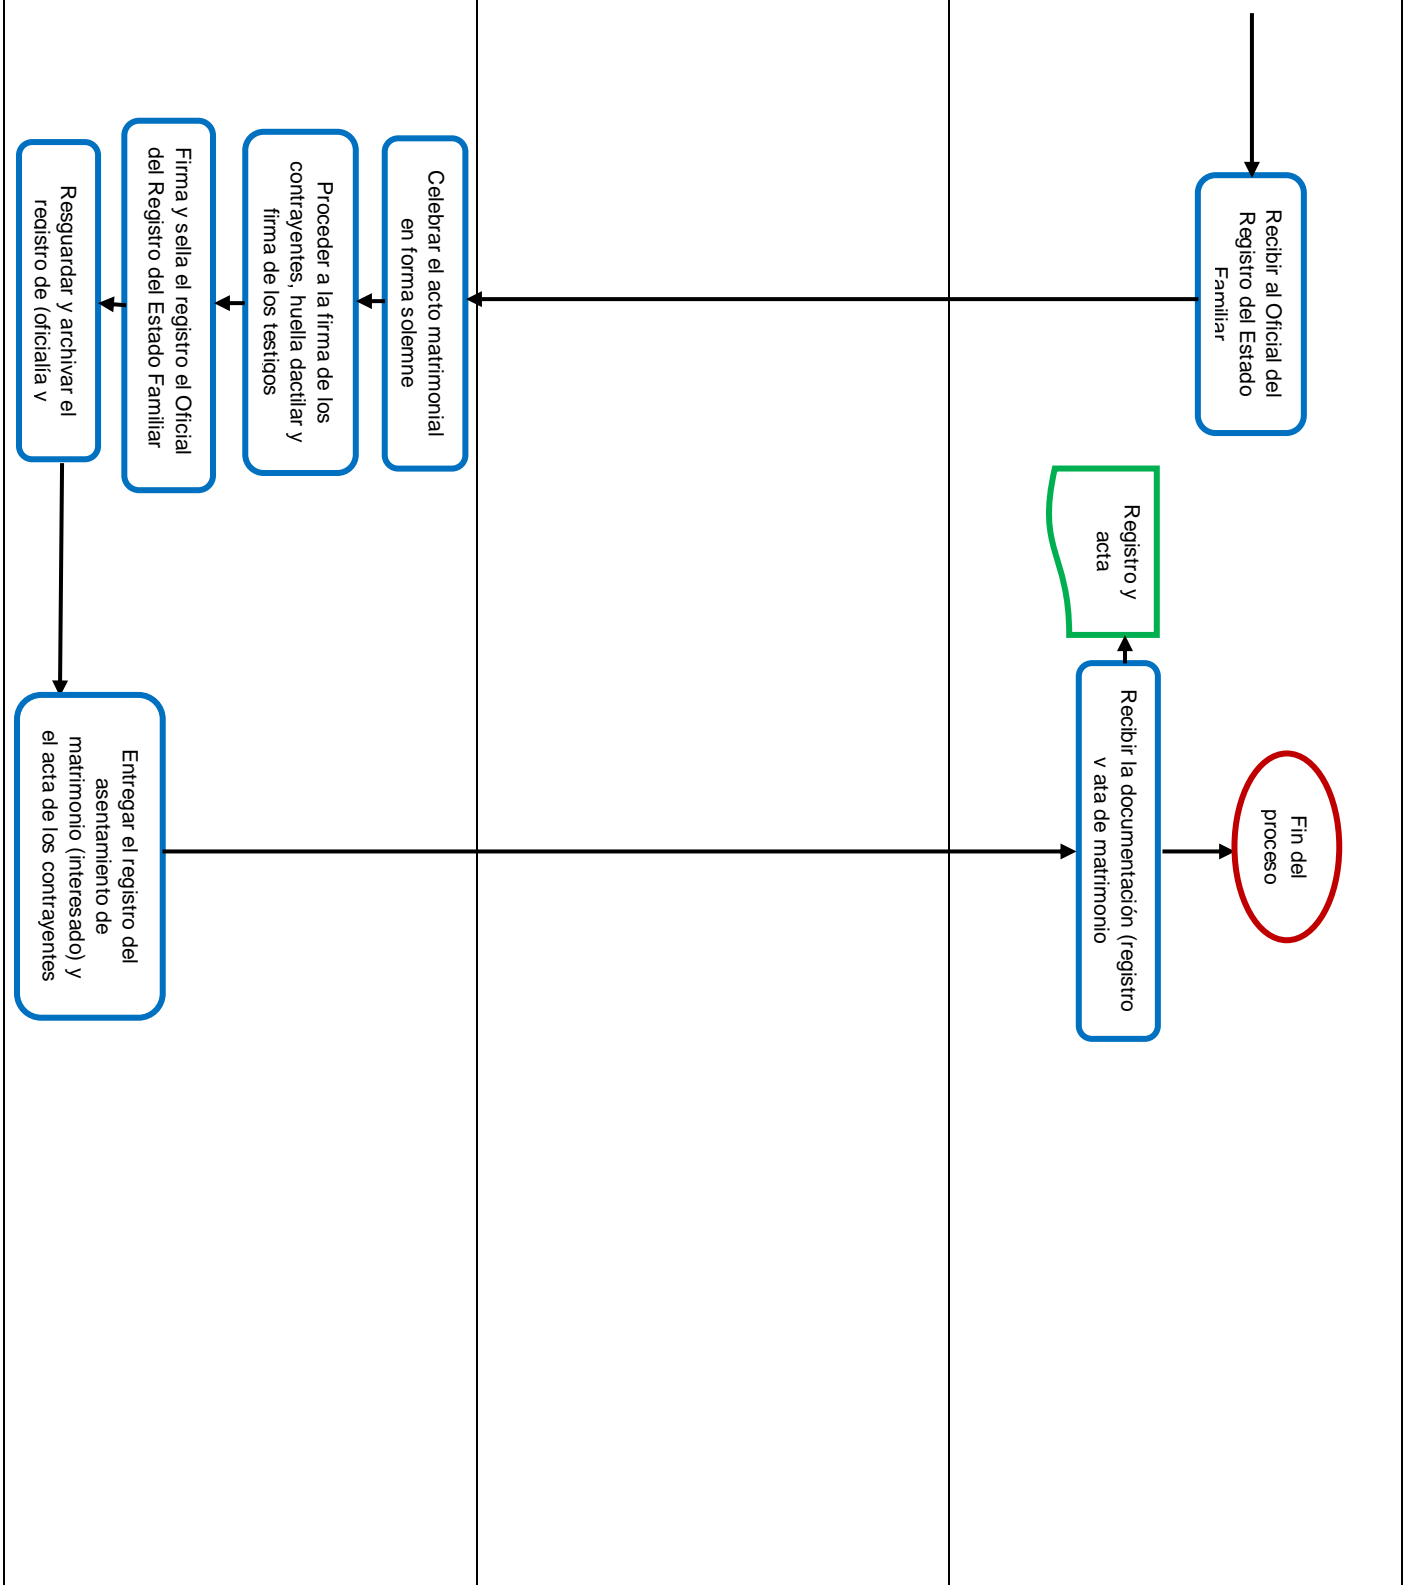 Recibir al Oficial del
Registro del Estado
Familiar
Celebrar el acto matrimonial
en forma solemne
Proceder a la firma de los
contrayentes, huella dactilar y
firma de los testigos
Firma y sella el registro el Oficial
del Registro del Estado Familiar
Resguardar y archivar el
registro de (oficialía y
Entregar el registro del
asentamiento de
matrimonio (interesado) y
el acta de los contrayentes
Recibir la documentación (registro
y ata de matrimonio
Registro y
acta
Fin del
proceso